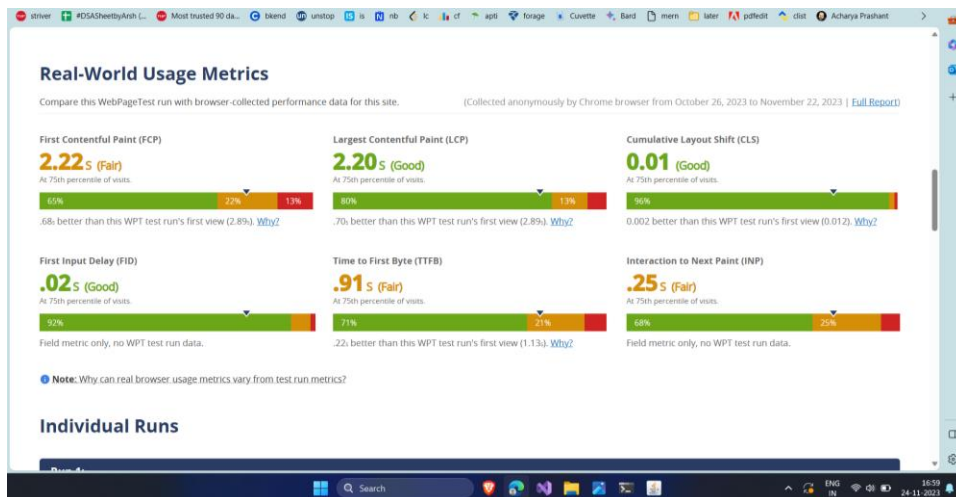 striver #DSASheetbyArsh (... Most trusted 90 da... bkend unstop is nb lc cf apti forage Cuvette Bard mern later pdfedit clist Acharya Prashant
Real-World Usage Metrics
Compare this WebPageTest run with browser-collected performance data for this site. (Collected anonymously by Chrome browser from October 26, 2023 to November 22, 2023 | Full Report)
First Contentful Paint (FCP) Largest Contentful Paint (LCP) Cumulative Layout Shift (CLS)
2.22 S (Fair) 2.20 S (Good) 0.01 (Good)
At 75th percentile of visits. At 75th percentile of visits. At 75th percentile of visits.
65% 22% 13% 80% 13% 96%
.68s better than this WPT test run's first view (2.89s). Why? .70s better than this WPT test run's first view (2.89s). Why? 0.002 better than this WPT test run's first view (0.012). Why?
First Input Delay (FID) Time to First Byte (TTFB) Interaction to Next Paint (INP)
.02 S (Good) .91 S (Fair) .25 S (Fair)
At 75th percentile of visits. At 75th percentile of visits. At 75th percentile of visits.
92% 71% 21% 68% 25%
Field metric only, no WPT test run data. .22s better than this WPT test run's first view (1.13s). Why? Field metric only, no WPT test run data.
Note: Why can real browser usage metrics vary from test run metrics?
Individual Runs
Search ENG 16:59
IN 24-11-2023